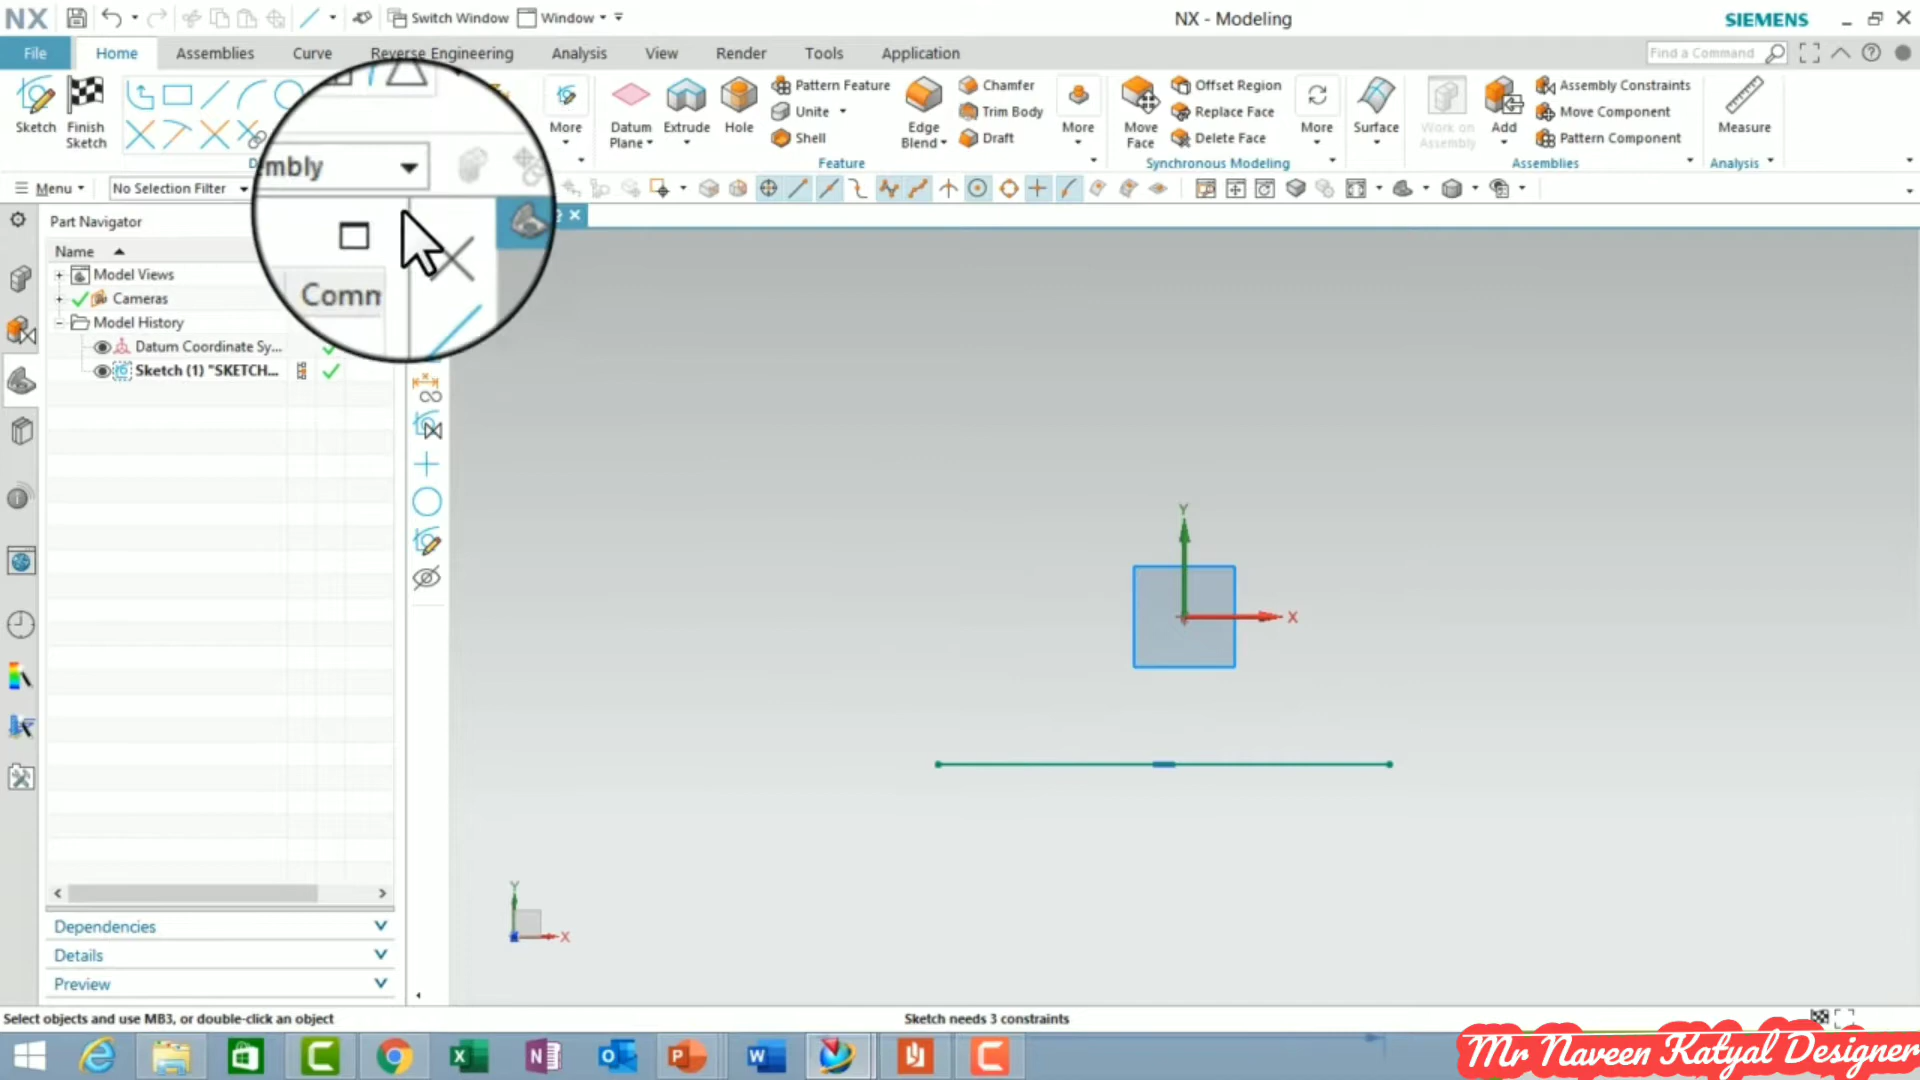 NX
Switch Window
Window
NX - Modeling
SIEMENS
File
Home
Assemblies
Curve
Reverse Engineering
Analysis
View
Render
Tools
Application
Find a Command
Sketch
Finish Sketch
More
Datum Plane
Extrude
Hole
Pattern Feature
Unite
Shell
Edge Blend
Chamfer
Trim Body
Draft
More
Move Face
Offset Region
Replace Face
Delete Face
More
Surface
Work on Assembly
Add
Assembly Constraints
Move Component
Pattern Component
Measure
Feature
Synchronous Modeling
Assemblies
Analysis
Menu
No Selection Filter
mbly
Comm
Part Navigator
Name
Model Views
Cameras
Model History
Datum Coordinate Sy...
Sketch (1) "SKETCH...
Y
X
Y
X
Dependencies
Details
Preview
Select objects and use MB3, or double-click an object
Sketch needs 3 constraints
Mr Naveen Katyal Designer